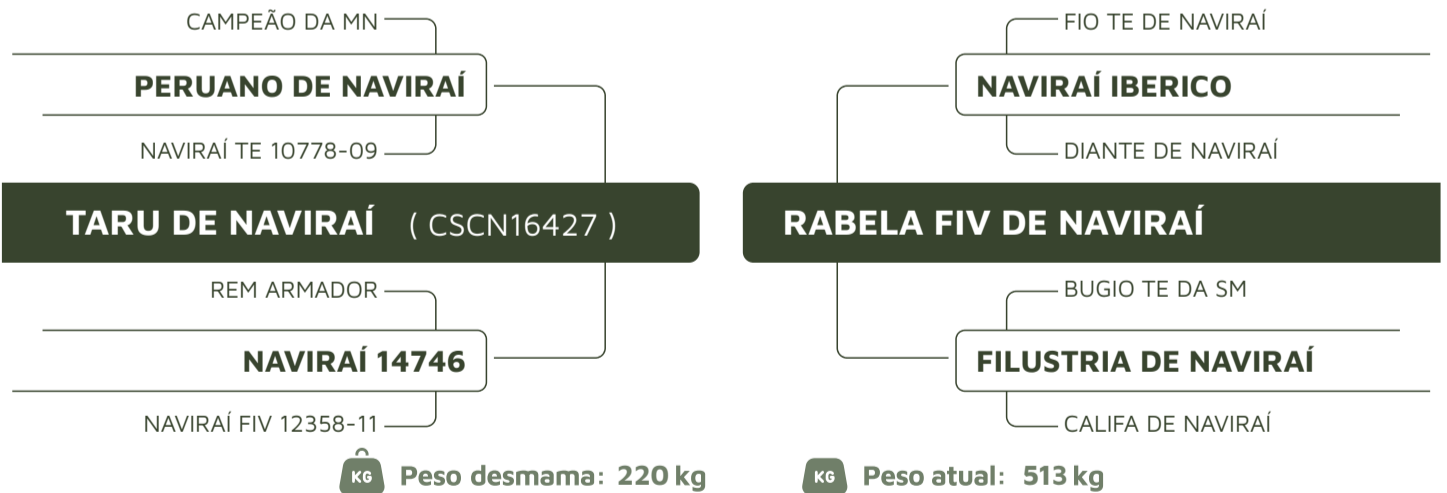 CAMPEÃO DA MN
PERUANO DE NAVIRAÍ
NAVIRAÍ TE 10778-09
TARU DE NAVIRAÍ ( CSCN16427 )
REM ARMADOR
NAVIRAÍ 14746
NAVIRAÍ FIV 12358-11
FIO TE DE NAVIRAÍ
NAVIRAÍ IBERICO
DIANTE DE NAVIRAÍ
RABELA FIV DE NAVIRAÍ
BUGIO TE DA SM
FILUSTRIA DE NAVIRAÍ
CALIFA DE NAVIRAÍ
KG Peso desmama: 220 kg
KG Peso atual: 513 kg